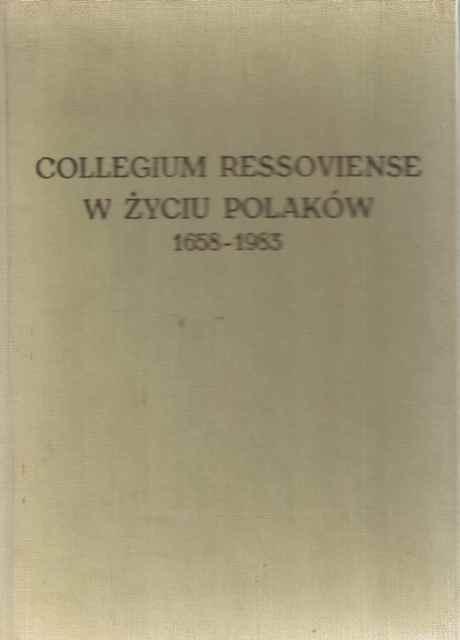 COLLEGIUM RESSOVIENSE
W ŻYCIU POLAKÓW
1658-1983